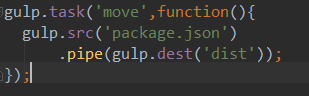 gulp.task('move',function(){
gulp.src('package.json')
.pipe(gulp.dest('dist'));
});